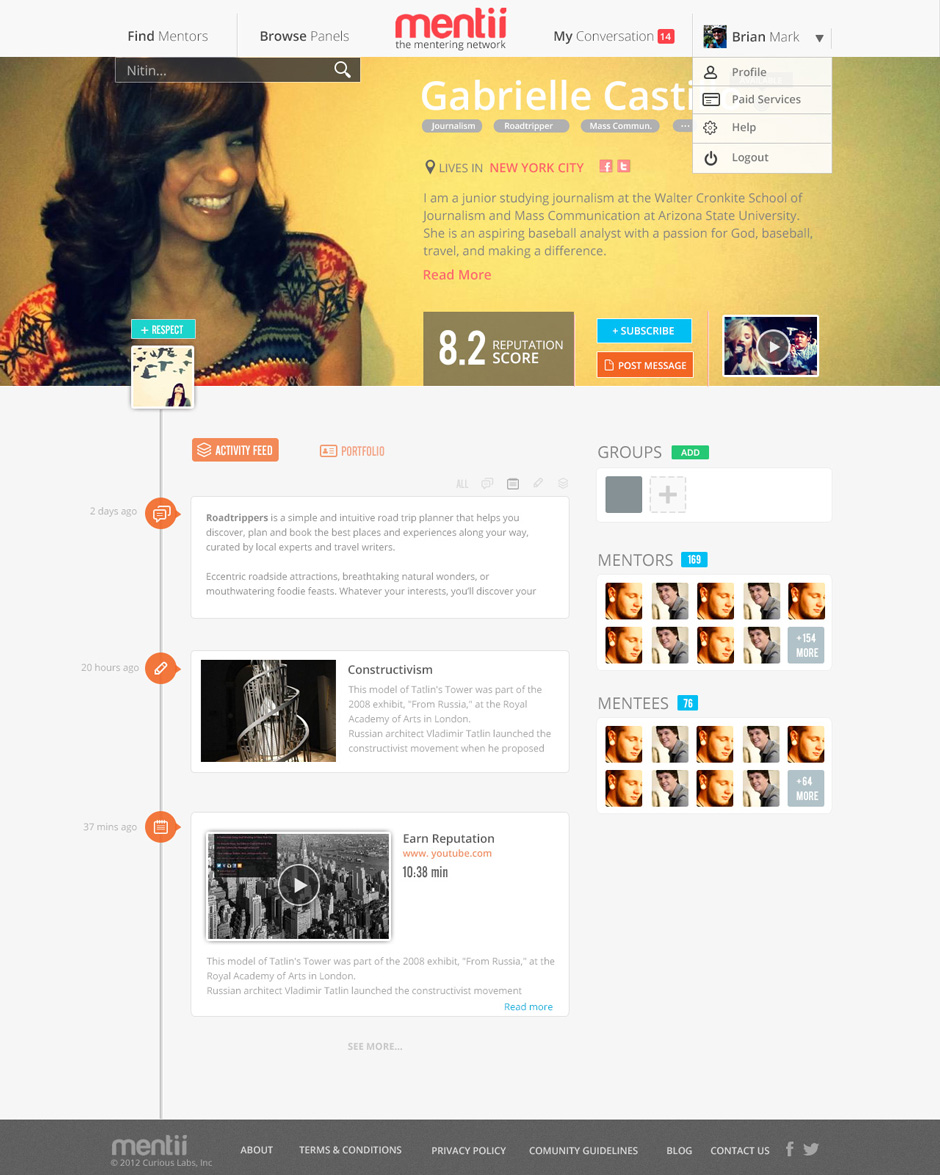 Find Mentors
Browse Panels
mentii
the mentering network
My Conversation 14
Brian Mark
Profile
Paid Services
Help
Logout
Nitin...
Gabrielle Casti
Journalism
Roadtripper
Mass Commun.
...
LIVES IN NEW YORK CITY
I am a junior studying journalism at the Walter Cronkite School of
Journalism and Mass Communication at Arizona State University.
She is an aspiring baseball analyst with a passion for God, baseball,
travel, and making a difference.
Read More
+ RESPECT
8.2 REPUTATION
SCORE
+ SUBSCRIBE
POST MESSAGE
ACTIVITY FEED
PORTFOLIO
ALL
2 days ago
Roadtrippers is a simple and intuitive road trip planner that helps you
discover, plan and book the best places and experiences along your way,
curated by local experts and travel writers.
Eccentric roadside attractions, breathtaking natural wonders, or
mouthwatering foodie feasts. Whatever your interests, you'll discover your
20 hours ago
Constructivism
This model of Tatlin's Tower was part of the
2008 exhibit, "From Russia," at the Royal
Academy of Arts in London.
Russian architect Vladimir Tatlin launched the
constructivist movement when he proposed
37 mins ago
Earn Reputation
www. youtube.com
10:38 min
This model of Tatlin's Tower was part of the 2008 exhibit, "From Russia," at the
Royal Academy of Arts in London.
Russian architect Vladimir Tatlin launched the constructivist movement
Read more
SEE MORE...
GROUPS ADD
MENTORS 169
+154
MORE
MENTEES 76
+64
MORE
mentii
© 2012 Curious Labs, Inc
ABOUT
TERMS & CONDITIONS
PRIVACY POLICY
COMUNITY GUIDELINES
BLOG
CONTACT US